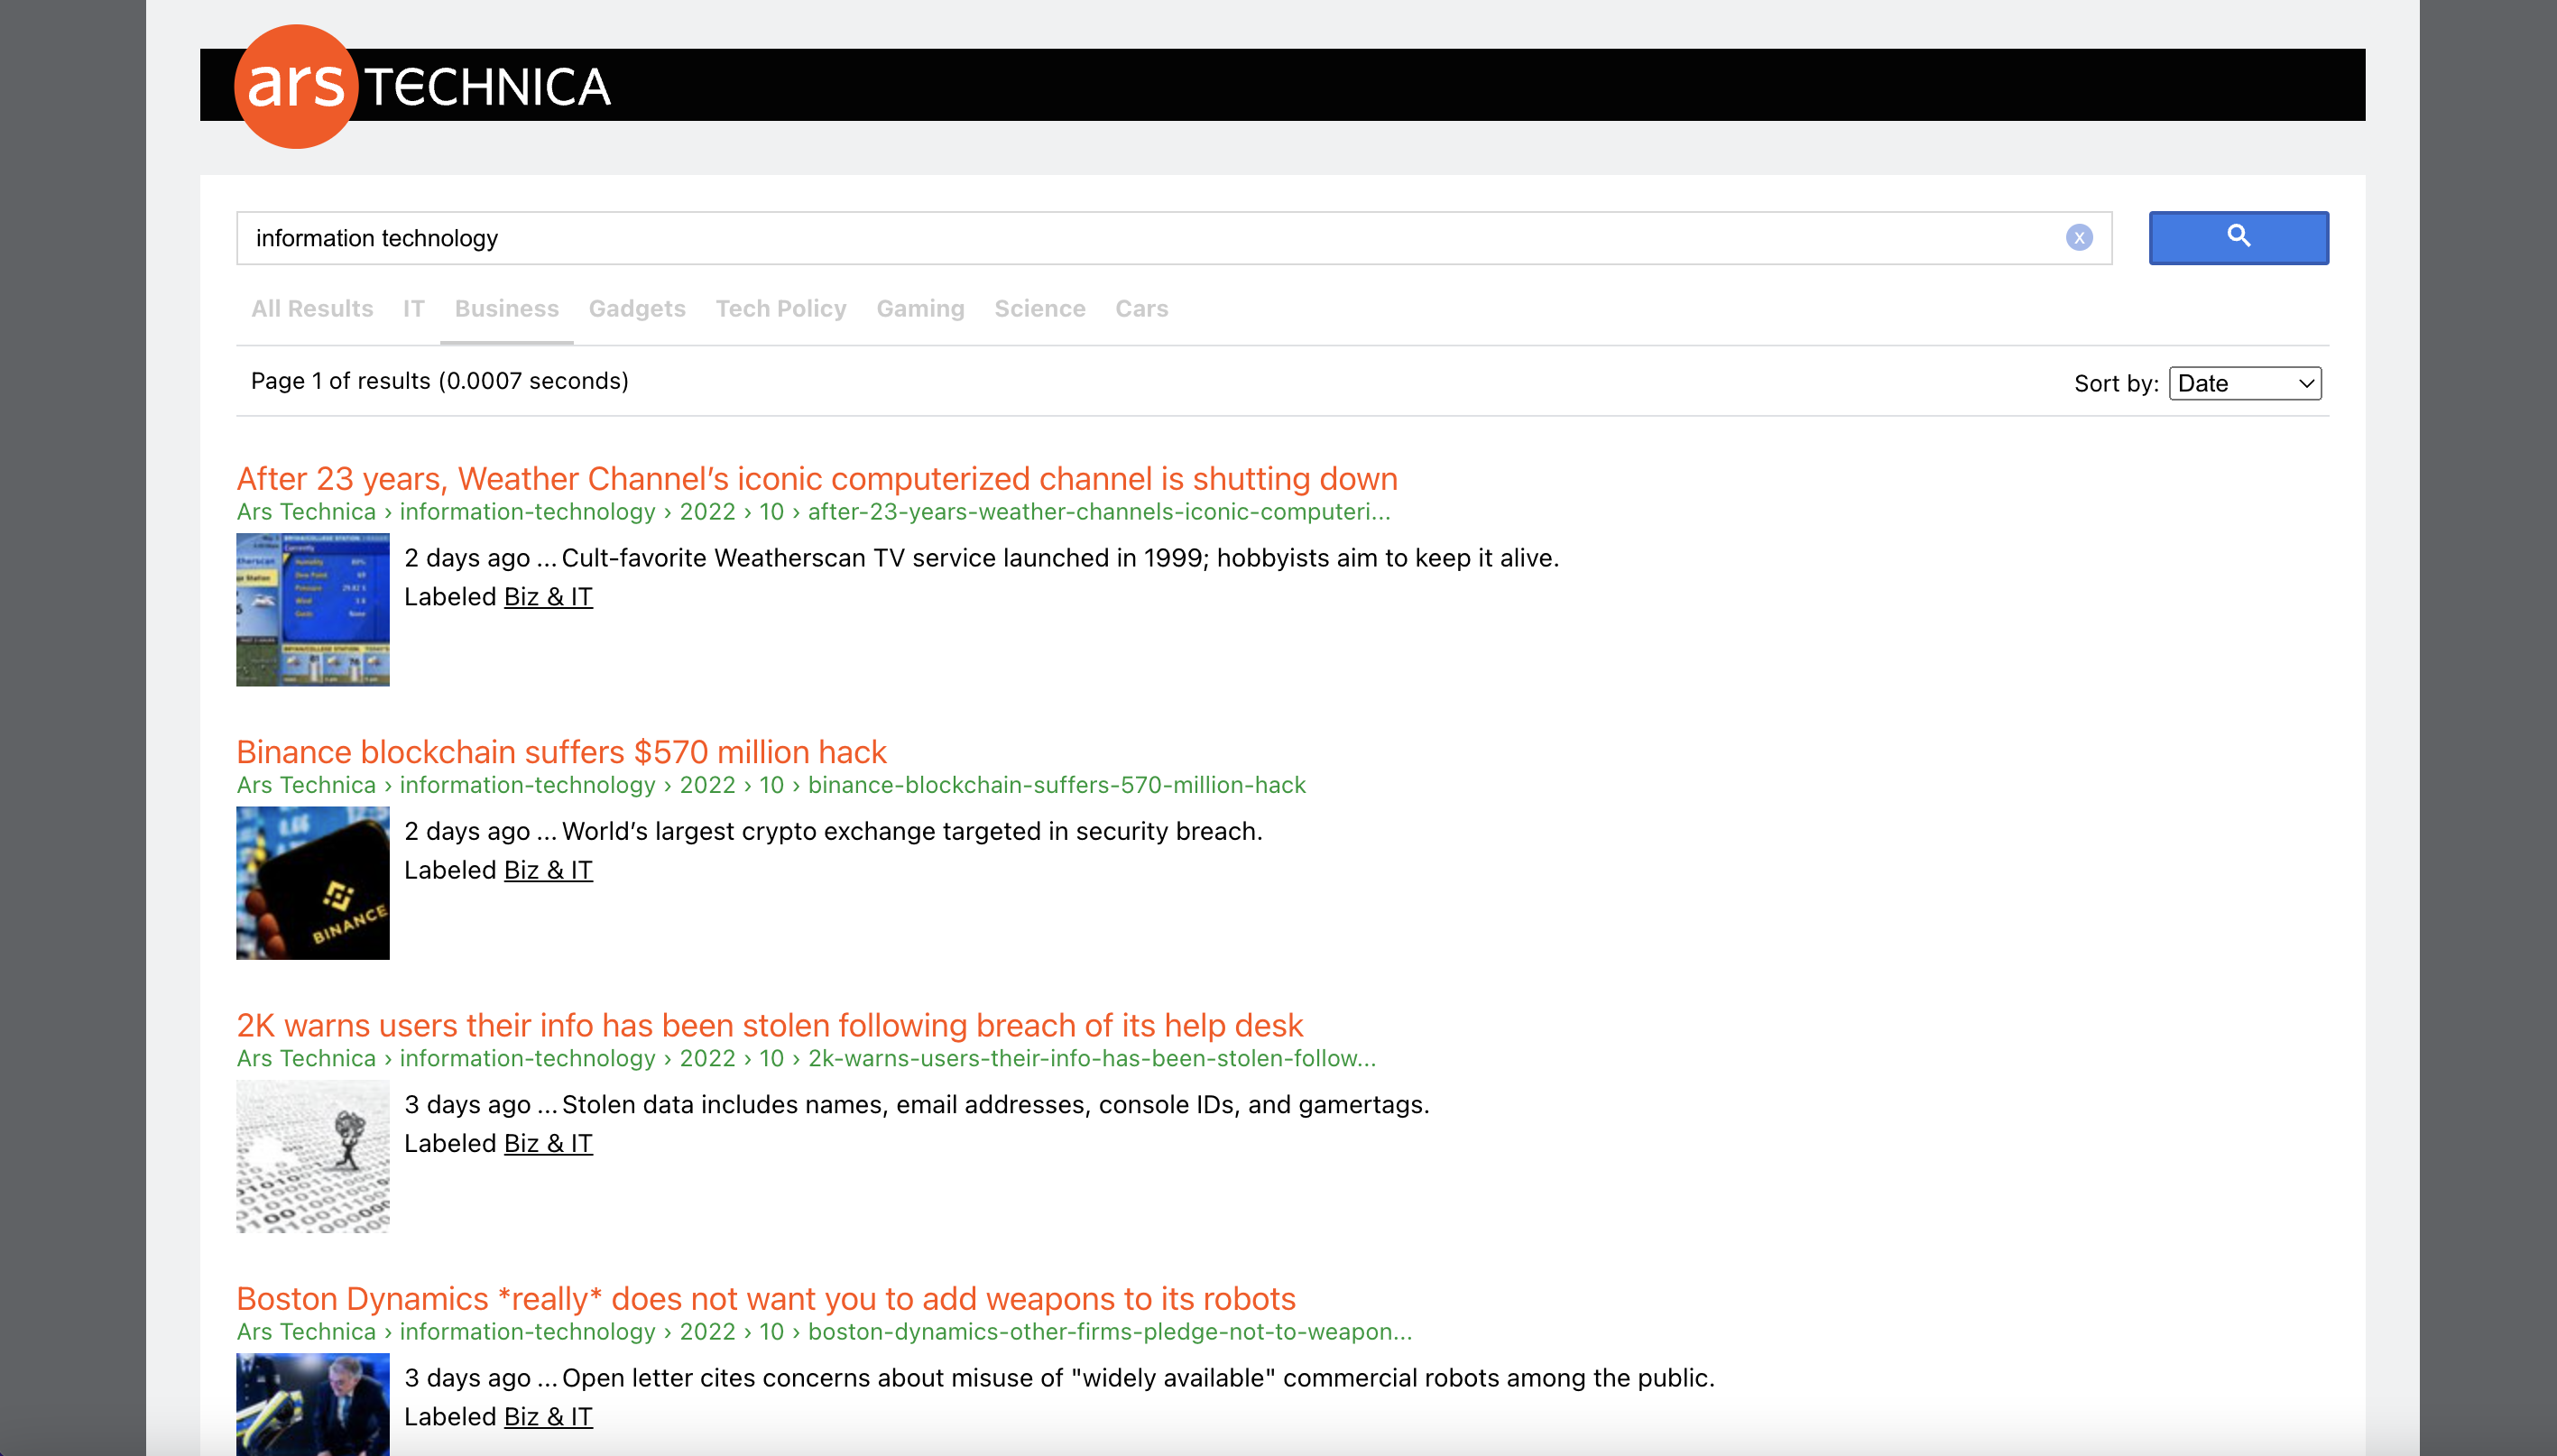 ars TECHNICA
information technology
x
All Results IT Business Gadgets Tech Policy Gaming Science Cars
Page 1 of results (0.0007 seconds)
Sort by: Date
After 23 years, Weather Channel’s iconic computerized channel is shutting down
Ars Technica › information-technology › 2022 › 10 › after-23-years-weather-channels-iconic-computeri...
2 days ago ... Cult-favorite Weatherscan TV service launched in 1999; hobbyists aim to keep it alive.
Labeled Biz & IT
Binance blockchain suffers $570 million hack
Ars Technica › information-technology › 2022 › 10 › binance-blockchain-suffers-570-million-hack
2 days ago ... World’s largest crypto exchange targeted in security breach.
Labeled Biz & IT
BINANCE
2K warns users their info has been stolen following breach of its help desk
Ars Technica › information-technology › 2022 › 10 › 2k-warns-users-their-info-has-been-stolen-follow...
3 days ago ... Stolen data includes names, email addresses, console IDs, and gamertags.
Labeled Biz & IT
Boston Dynamics *really* does not want you to add weapons to its robots
Ars Technica › information-technology › 2022 › 10 › boston-dynamics-other-firms-pledge-not-to-weapon...
3 days ago ... Open letter cites concerns about misuse of "widely available" commercial robots among the public.
Labeled Biz & IT